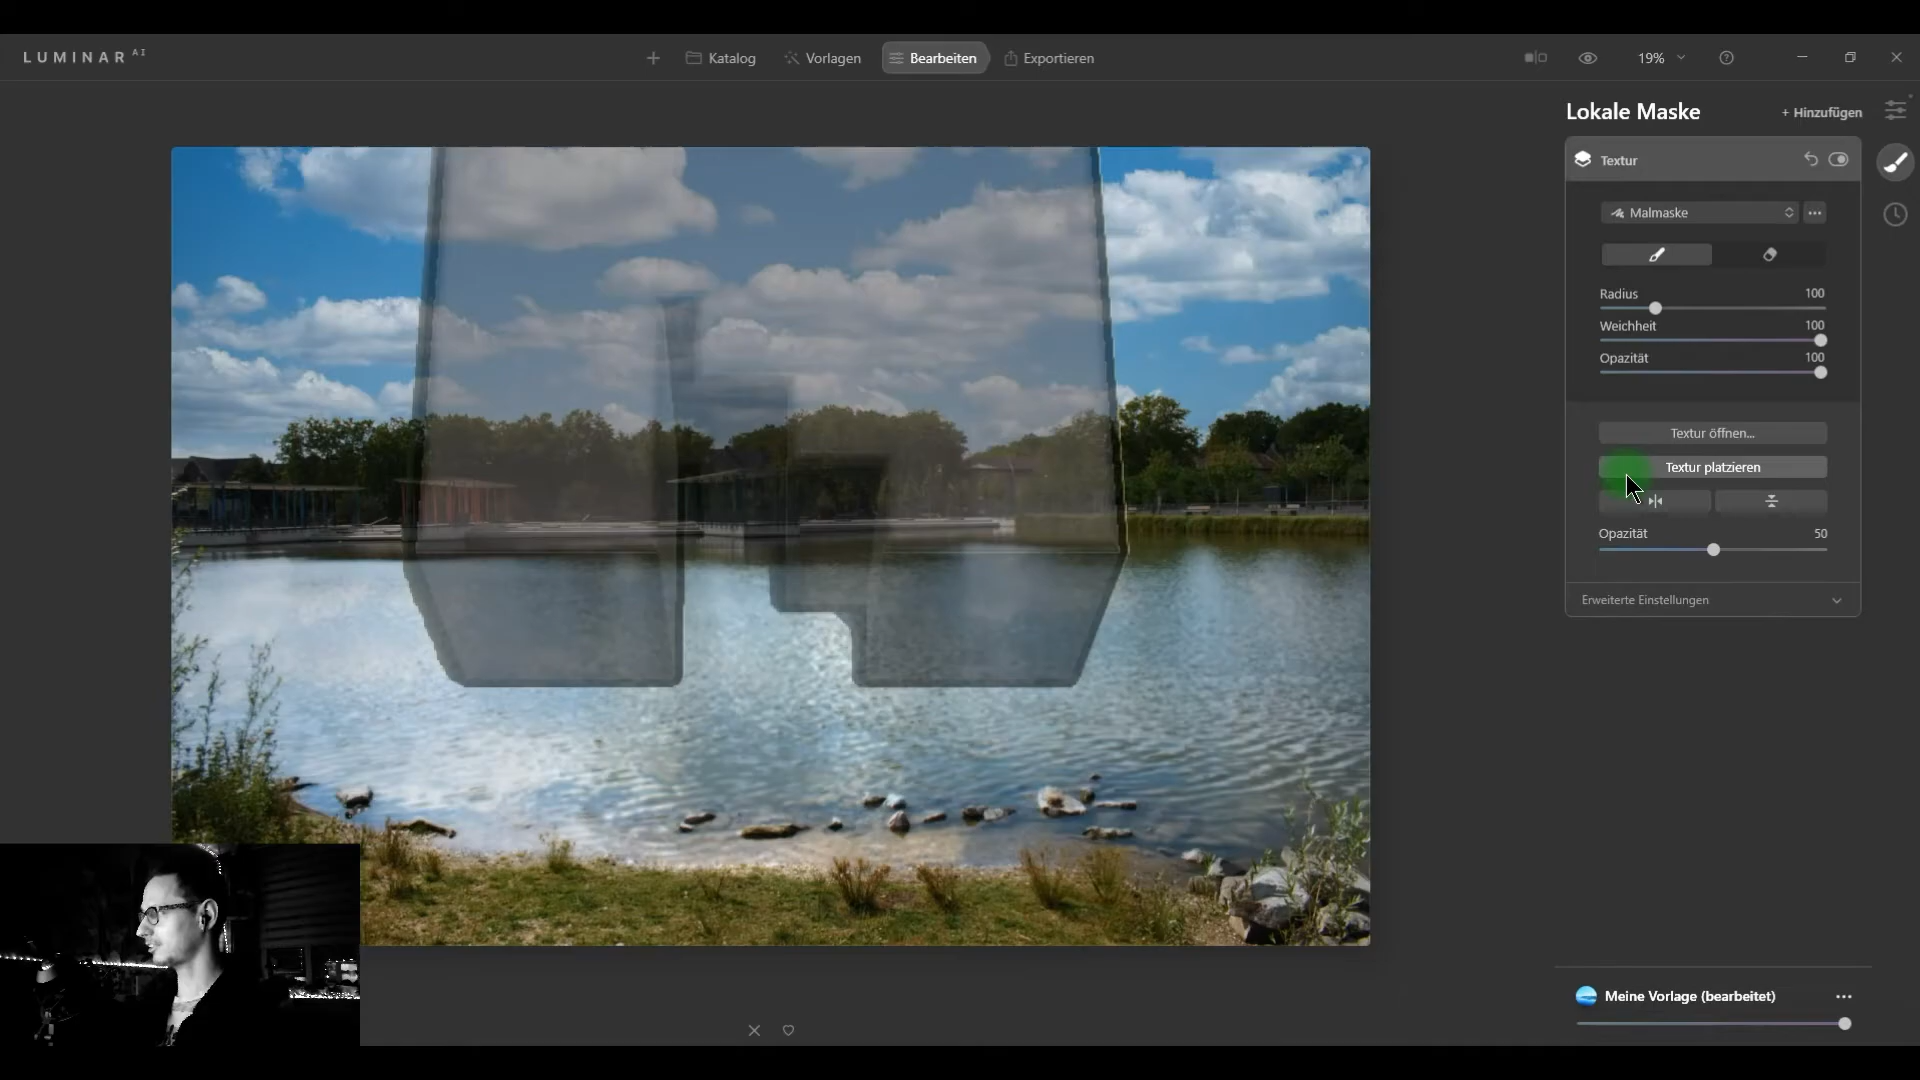 LUMINAR AI
Katalog
Vorlagen
Bearbeiten
Exportieren
19%
Lokale Maske
+ Hinzufügen
Textur
Malmaske
Radius 100
Weichheit 100
Opazität 100
Textur öffnen...
Textur platzieren
Opazität 50
Erweiterte Einstellungen
Meine Vorlage (bearbeitet)